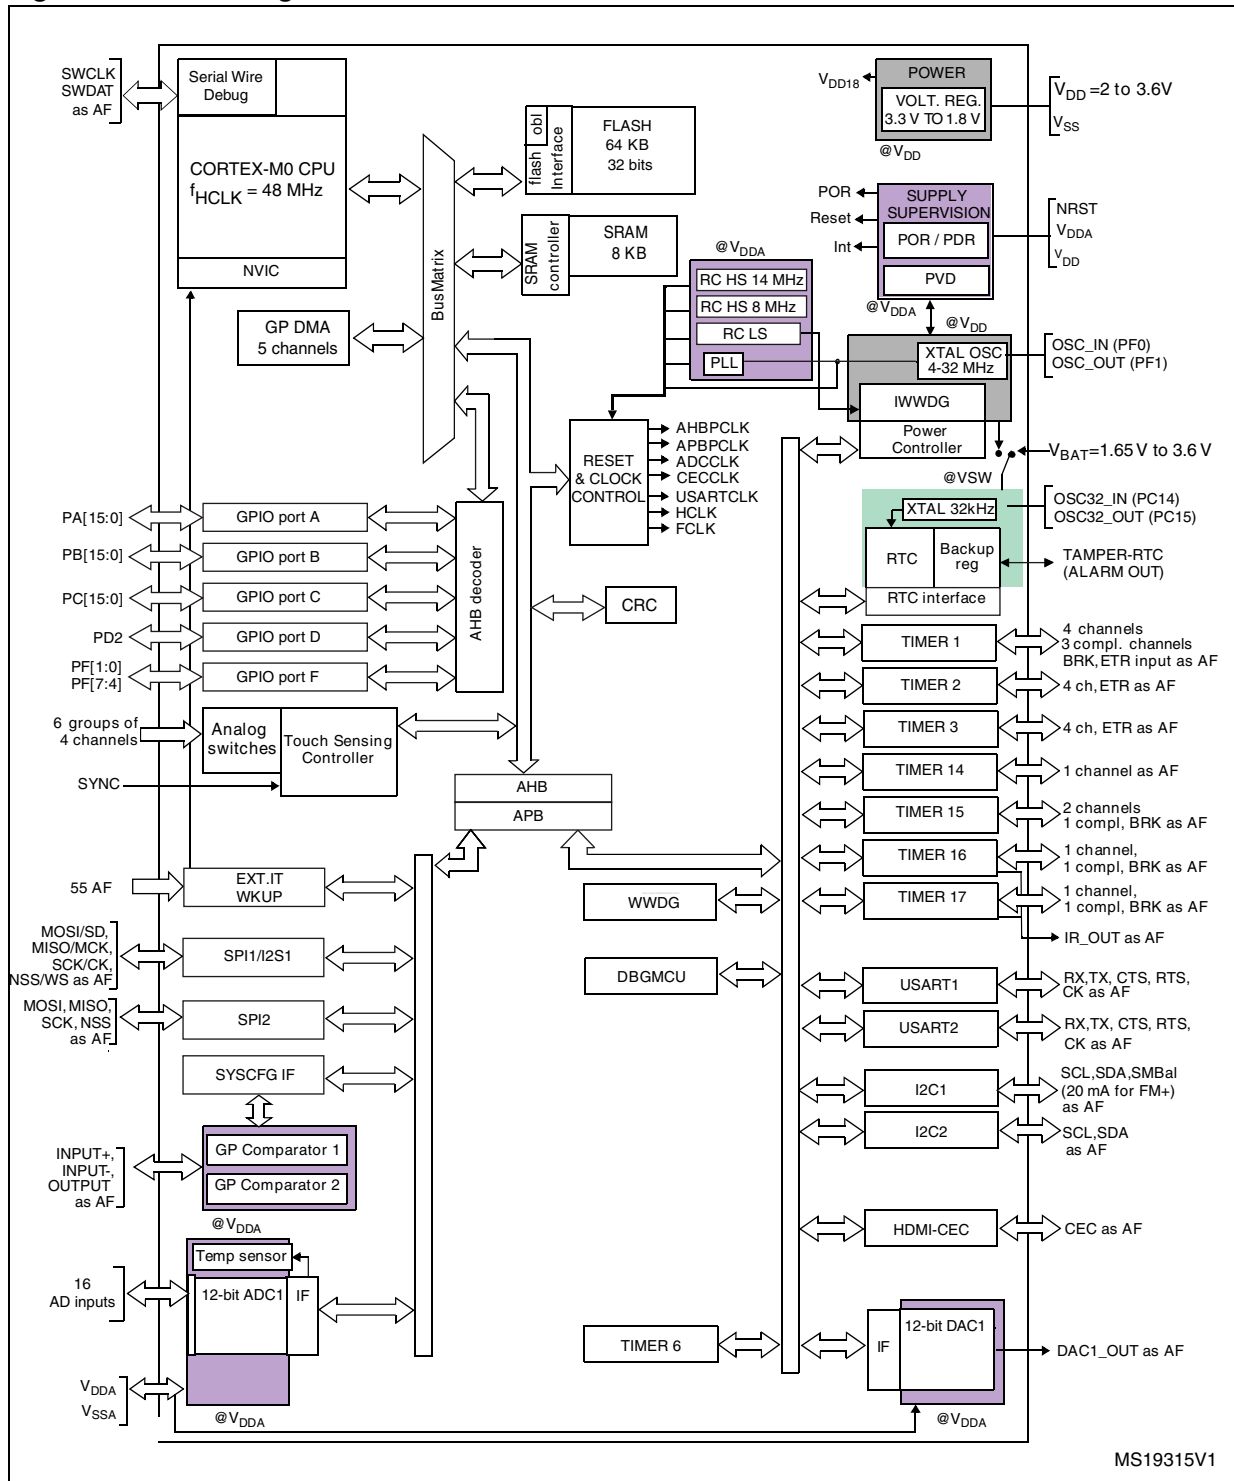 SWCLK
SWDAT
as AF
Serial Wire
Debug
CORTEX-M0 CPU
fHCLK = 48 MHz
NVIC
GP DMA
5 channels
BusMatrix
flash
obl
Interface
FLASH
64 KB
32 bits
SRAM
controller
SRAM
8 KB
@VDDA
RC HS 14 MHz
RC HS 8 MHz
RC LS
PLL
VDD18
POWER
VOLT. REG.
3.3 V TO 1.8 V
@VDD
VDD =2 to 3.6V
VSS
POR
Reset
Int
SUPPLY
SUPERVISION
POR / PDR
PVD
NRST
VDDA
VDD
@VDDA
@VDD
XTAL OSC
4-32 MHz
OSC_IN (PF0)
OSC_OUT (PF1)
IWWDG
Power
Controller
VBAT=1.65 V to 3.6 V
@VSW
RESET
& CLOCK
CONTROL
AHBPCLK
APBPCLK
ADCCLK
CECCLK
USARTCLK
HCLK
FCLK
XTAL 32kHz
OSC32_IN (PC14)
OSC32_OUT (PC15)
RTC
Backup
reg
RTC interface
TAMPER-RTC
(ALARM OUT)
PA[15:0]
GPIO port A
PB[15:0]
GPIO port B
PC[15:0]
GPIO port C
PD2
GPIO port D
PF[1:0]
PF[7:4]
GPIO port F
AHB decoder
CRC
6 groups of
4 channels
Analog
switches
Touch Sensing
Controller
SYNC
AHB
APB
TIMER 1
4 channels
3 compl. channels
BRK,ETR input as AF
TIMER 2
4 ch,ETR as AF
TIMER 3
4 ch, ETR as AF
TIMER 14
1 channel as AF
TIMER 15
2 channels
1 compl, BRK as AF
TIMER 16
1 channel,
1 compl, BRK as AF
TIMER 17
1 channel,
1 compl, BRK as AF
IR_OUT as AF
55 AF
EXT.IT
WKUP
WWDG
MOSI/SD,
MISO/MCK,
SCK/CK,
NSS/WS as AF
SPI1/I2S1
DBGMCU
USART1
RX,TX, CTS, RTS,
CK as AF
MOSI,MISO,
SCK,NSS
as AF
SPI2
USART2
RX,TX, CTS, RTS,
CK as AF
SYSCFG IF
I2C1
SCL,SDA,SMBal
(20 mA for FM+)
as AF
INPUT+,
INPUT-,
OUTPUT
as AF
GP Comparator 1
GP Comparator 2
@VDDA
I2C2
SCL,SDA
as AF
HDMI-CEC
CEC as AF
Temp sensor
16
AD inputs
12-bit ADC1
IF
TIMER 6
IF
12-bit DAC1
DAC1_OUT as AF
VDDA
VSSA
@VDDA
@VDDA
MS19315V1